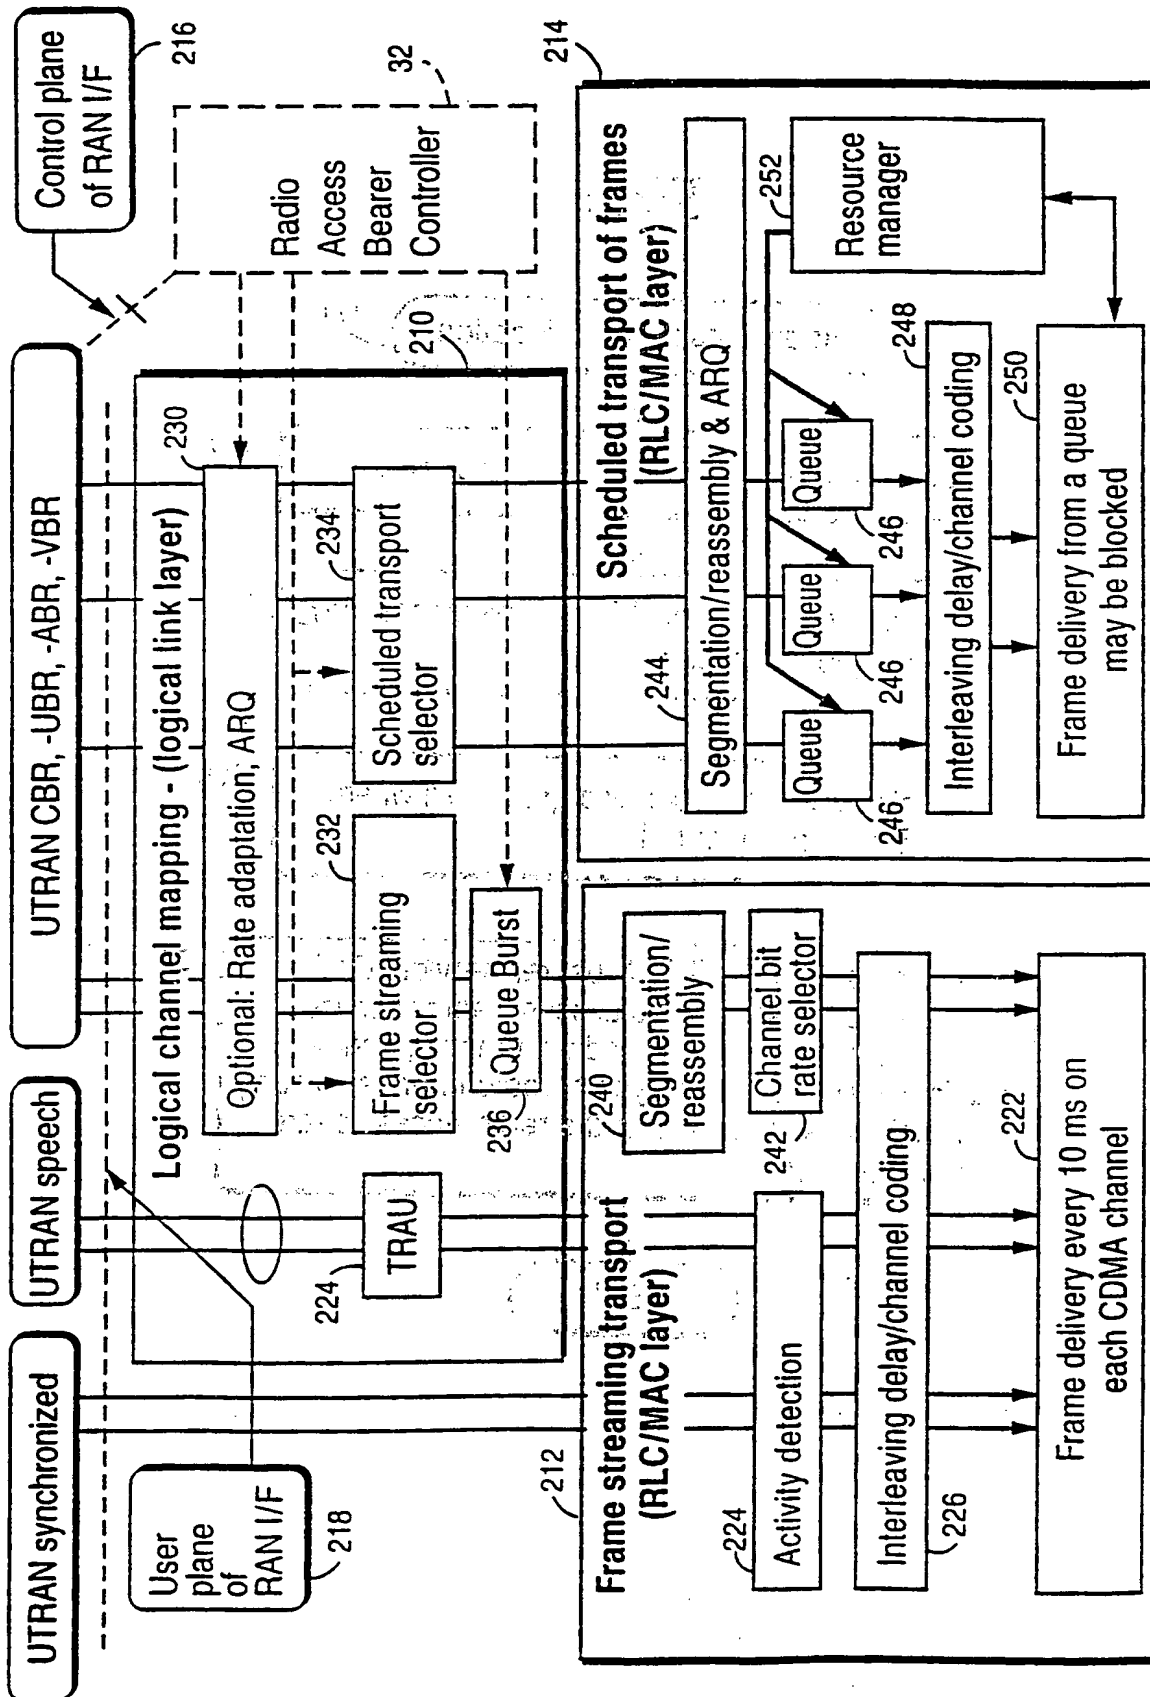 UTRAN synchronized
UTRAN speech
UTRAN CBR, -UBR, -ABR, -VBR
Control plane
of RAN I/F
216
User
plane
of
RAN I/F
218
Logical channel mapping - (logical link layer)
230
Optional: Rate adaptation, ARQ
Radio
Access
Bearer
Controller
32
210
224
TRAU
232
Frame streaming
selector
234
Scheduled transport
selector
Queue Burst
236
212
Frame streaming transport
(RLC/MAC layer)
240
Segmentation/
reassembly
224
Activity detection
242
Channel bit
rate selector
Interleaving delay/channel coding
226
222
Frame delivery every 10 ms on
each CDMA channel
214
Scheduled transport of frames
(RLC/MAC layer)
244
Segmentation/reassembly & ARQ
252
Resource
manager
Queue
246
Queue
246
Queue
246
248
Interleaving delay/channel coding
250
Frame delivery from a queue
may be blocked